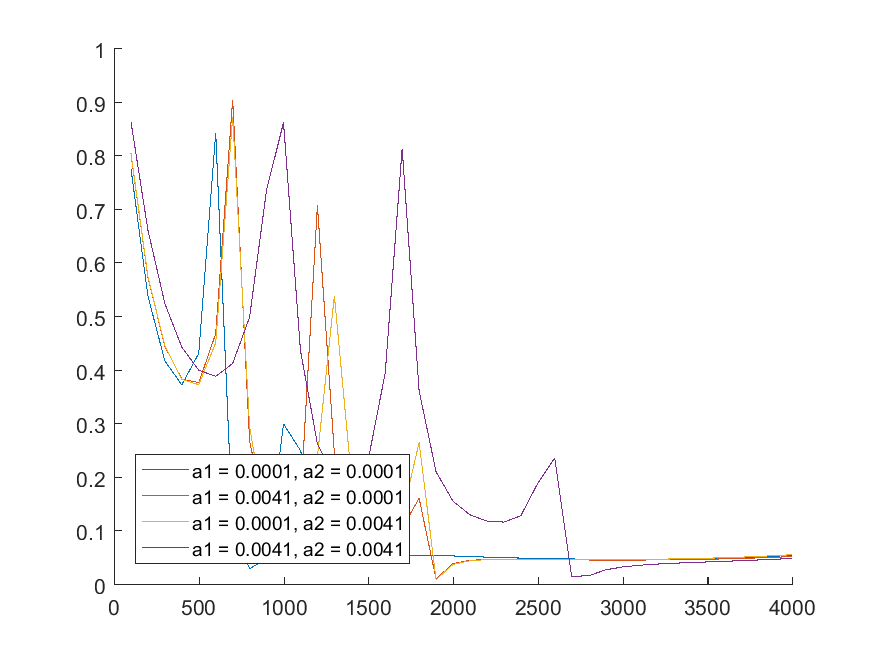 1
0.9
0.8
0.7
0.6
0.5
0.4
0.3
0.2
0.1
0
a1 = 0.0001, a2 = 0.0001
a1 = 0.0041, a2 = 0.0001
a1 = 0.0001, a2 = 0.0041
a1 = 0.0041, a2 = 0.0041
0 500 1000 1500 2000 2500 3000 3500 4000